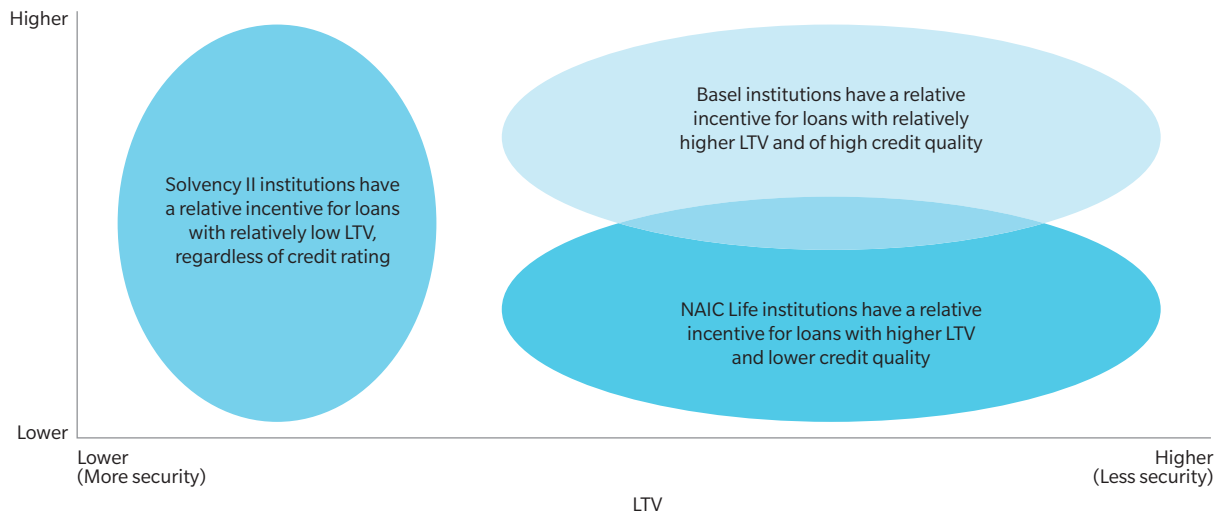 Higher
Basel institutions have a relative
incentive for loans with relatively
higher LTV and of high credit quality
Solvency II institutions have
a relative incentive for loans
with relatively low LTV,
regardless of credit rating
NAIC Life institutions have a relative
incentive for loans with higher LTV
and lower credit quality
Lower
Lower
(More security)
Higher
(Less security)
LTV